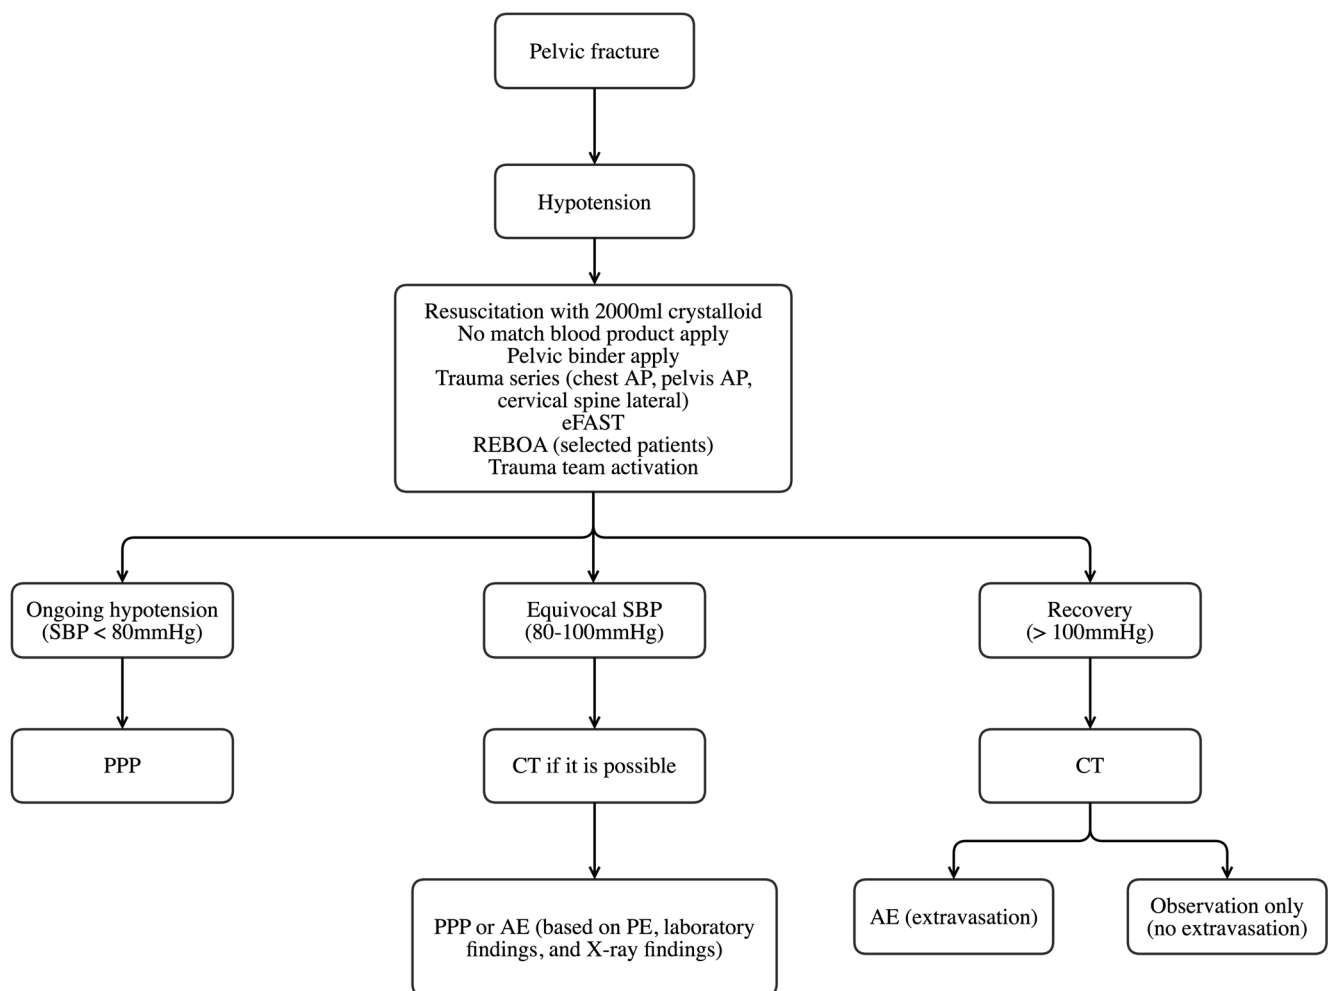 Pelvic fracture
Hypotension
Resuscitation with 2000ml crystalloid
No match blood product apply
Pelvic binder apply
Trauma series (chest AP, pelvis AP,
cervical spine lateral)
eFAST
REBOA (selected patients)
Trauma team activation
Ongoing hypotension
(SBP < 80mmHg)
Equivocal SBP
(80-100mmHg)
Recovery
(> 100mmHg)
PPP
CT if it is possible
CT
PPP or AE (based on PE, laboratory
findings, and X-ray findings)
AE (extravasation)
Observation only
(no extravasation)